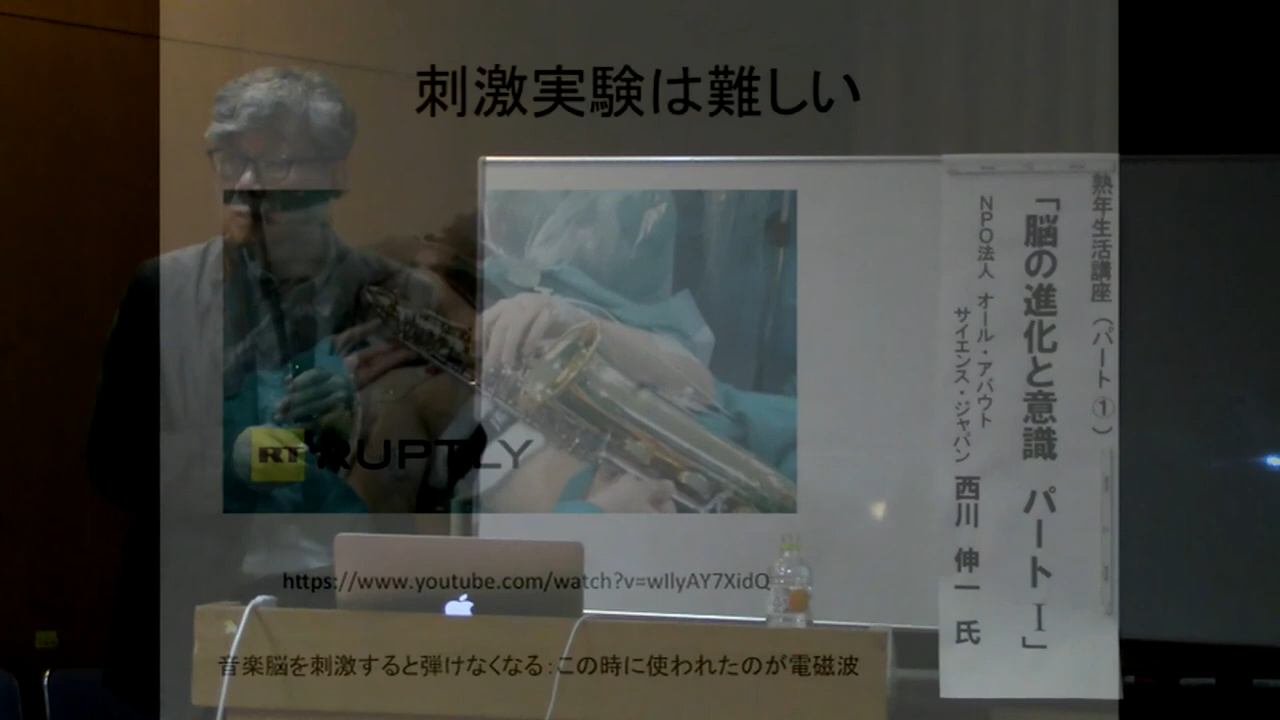 刺激実験は難しい
熟年生活講座（パート①）
「脳の進化と意識 パートⅠ」
NPO法人 オール・アバウト
サイエンス・ジャパン 西川 伸一 氏
RT RUPTLY
https://www.youtube.com/watch?v=wIlyAY7XidQ
音楽脳を刺激すると弾けなくなる：この時に使われたのが電磁波